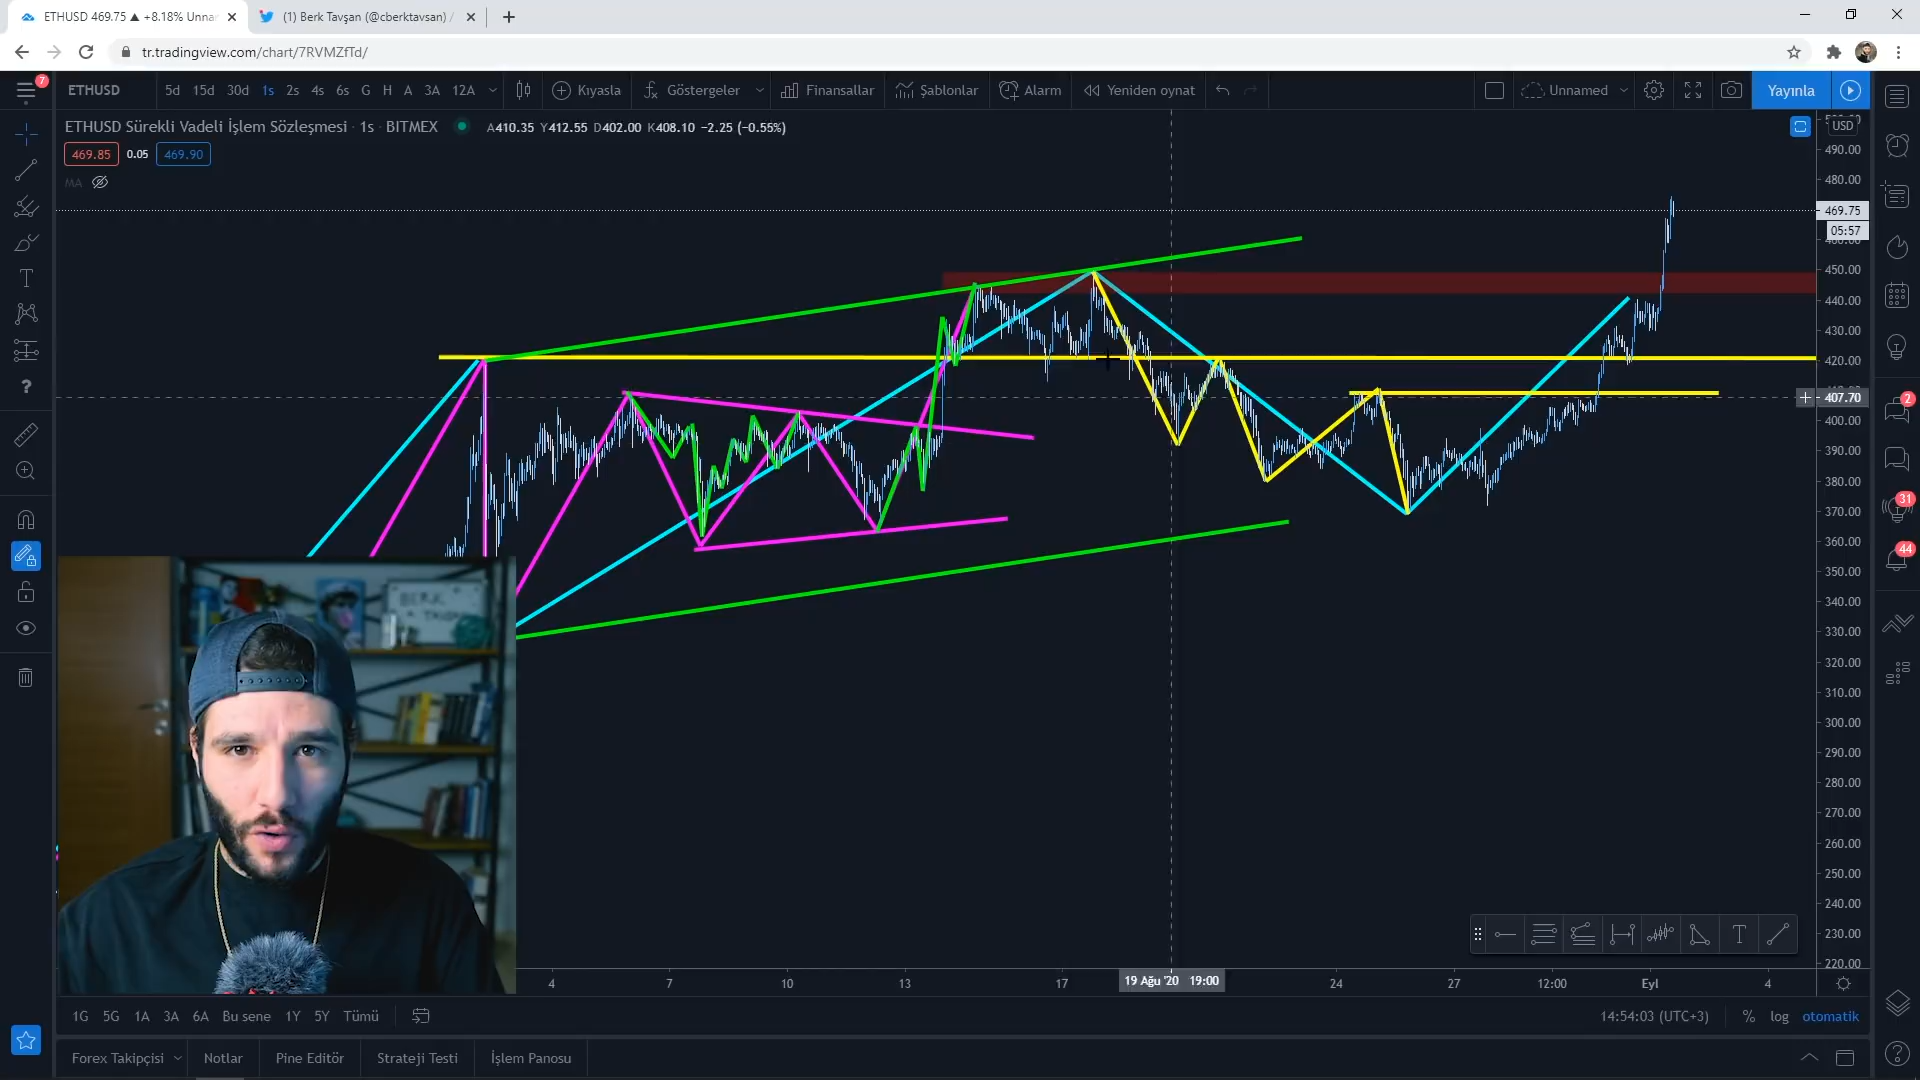 ETHUSD 469.75 ▲ +8.18% Unna
(1) Berk Tavşan (@cberktavsan) /
tr.tradingview.com/chart/7RVMZfTd/
7
ETHUSD 5d 15d 30d 1s 2s 4s 6s G H A 3A 12A Kıyasla Göstergeler Finansallar Şablonlar Alarm Yeniden oynat Unnamed Yayınla
ETHUSD Sürekli Vadeli İşlem Sözleşmesi · 1s · BITMEX A410.35 Y412.55 D402.00 K408.10 −2.25 (−0.55%)
USD
469.85 0.05 469.90
MA
490.00
480.00
469.75
05:57
450.00
440.00
430.00
420.00
407.70
400.00
390.00
380.00
370.00
360.00
350.00
340.00
330.00
320.00
310.00
300.00
290.00
280.00
270.00
260.00
250.00
240.00
230.00
220.00
2
31
44
BERK
4 7 10 13 17 19 Ağu '20 19:00 24 27 12:00 Eyl 4
1G 5G 1A 3A 6A Bu sene 1Y 5Y Tümü 14:54:03 (UTC+3) % log otomatik
Forex Takipçisi Notlar Pine Editör Strateji Testi İşlem Panosu